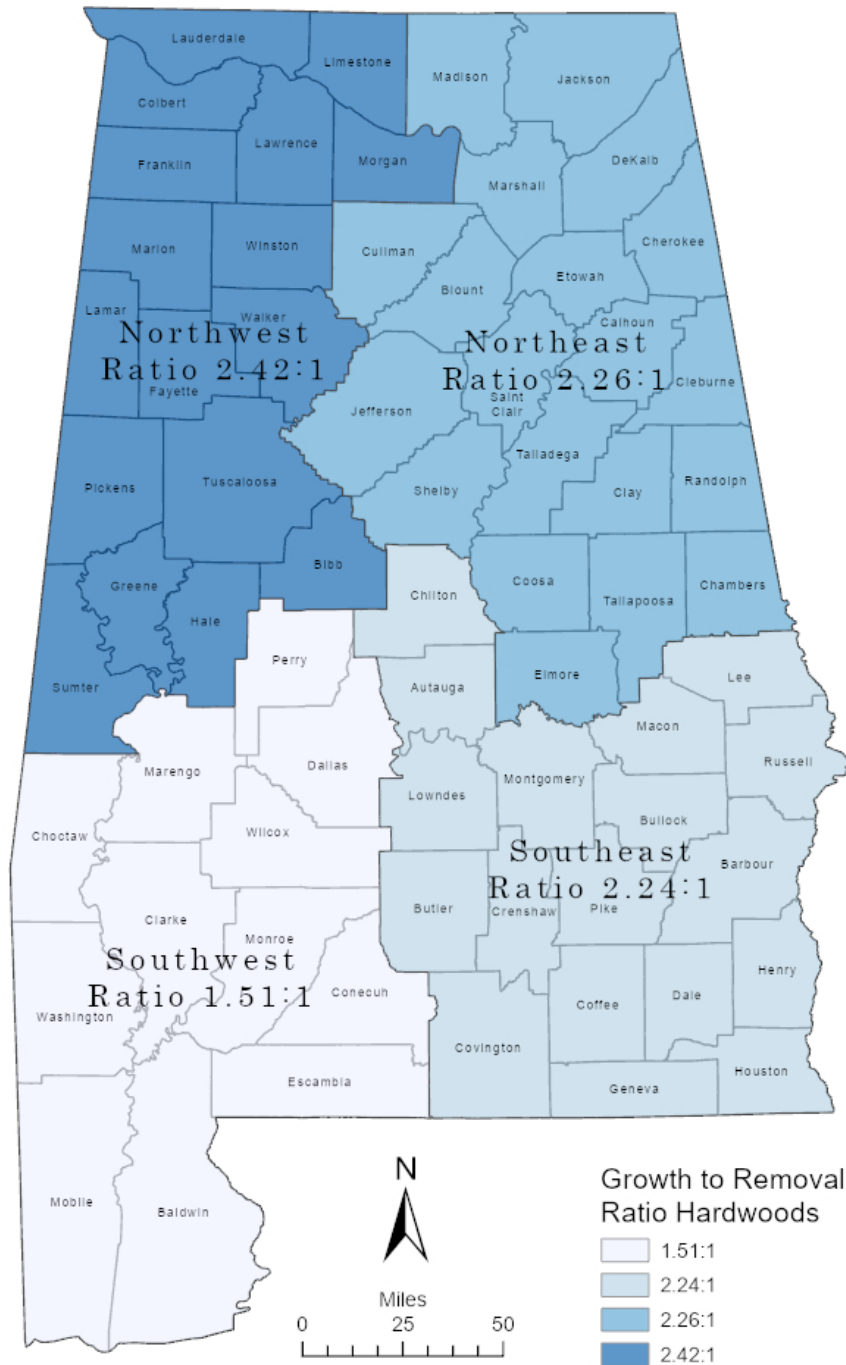 Lauderdale
Limestone
Madison
Jackson
Colbert
Lawrence
Franklin
Morgan
Marshall
DeKalb
Marion
Winston
Cullman
Cherokee
Etowah
Blount
Lamar
Walker
Calhoun
Northwest
Ratio 2.42:1
Northeast
Ratio 2.26:1
Fayette
Saint
Clair
Cleburne
Jefferson
Talladega
Pickens
Tuscaloosa
Shelby
Clay
Randolph
Bibb
Greene
Hale
Chilton
Coosa
Tallapoosa
Chambers
Perry
Sumter
Autauga
Elmore
Lee
Macon
Marengo
Dallas
Montgomery
Russell
Lowndes
Choctaw
Wilcox
Bullock
Southeast
Ratio 2.24:1
Barbour
Butler
Crenshaw
Pike
Clarke
Monroe
Southwest
Ratio 1.51:1
Conecuh
Henry
Washington
Coffee
Dale
Covington
Escambia
Geneva
Houston
Mobile
Baldwin
N
Miles
0 25 50
Growth to Removal
Ratio Hardwoods
1.51:1
2.24:1
2.26:1
2.42:1